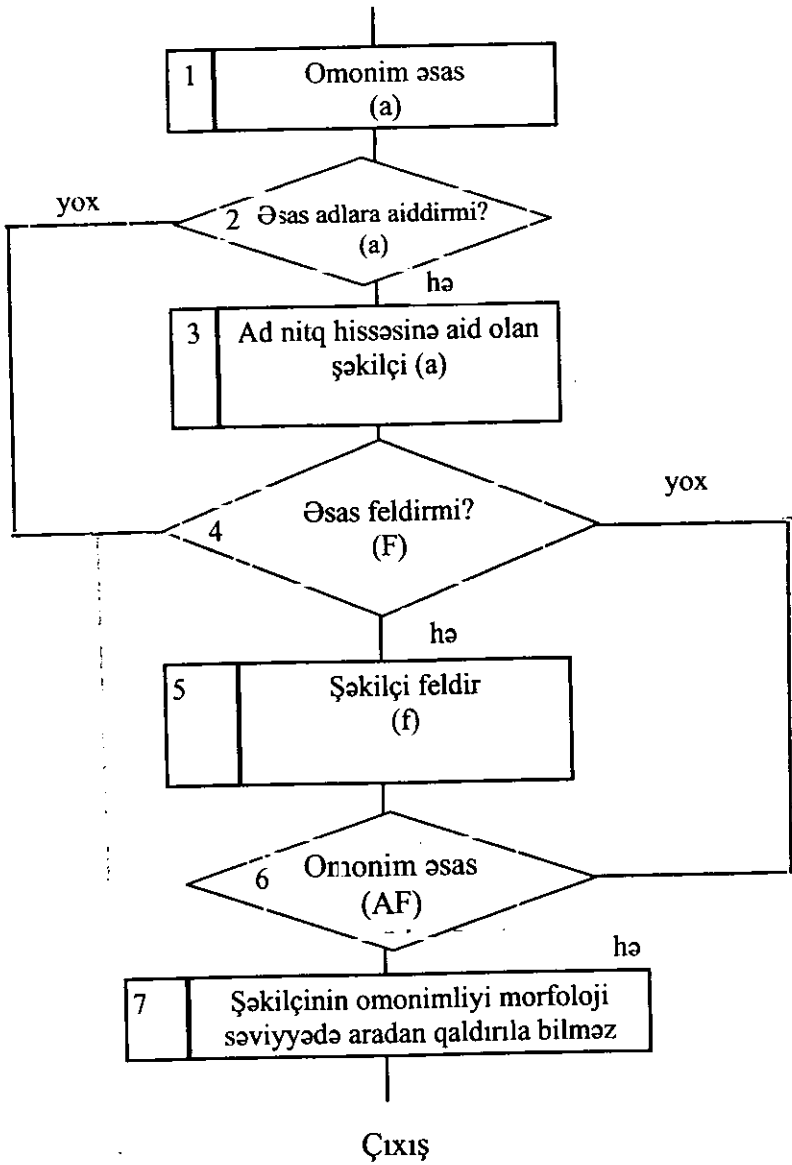 1 Omonim əsas
(a)
yox
2 Əsas adlara aiddirmi?
(a)
hə
3 Ad nitq hissəsinə aid olan
şəkilçi (a)
yox
4 Əsas feldirmi?
(F)
hə
5 Şəkilçi feldir
(f)
6 Omonim əsas
(AF)
hə
7 Şəkilçinin omonimliyi morfoloji
səviyyədə aradan qaldırıla bilməz
Çıxış